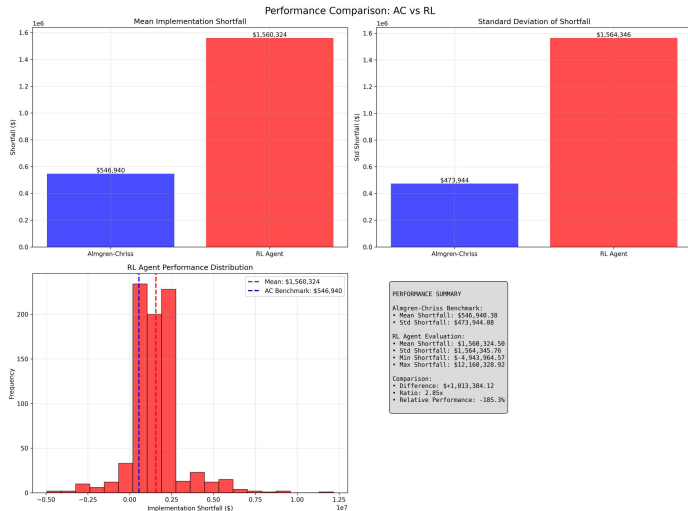 Performance Comparison: AC vs RL
Mean Implementation Shortfall
1e6
Shortfall ($)
1.6
1.4
1.2
1.0
0.8
0.6
0.4
0.2
0.0
$546,940
$1,560,324
Almgren-Chriss
RL Agent
Standard Deviation of Shortfall
1e6
Std Shortfall ($)
1.6
1.4
1.2
1.0
0.8
0.6
0.4
0.2
0.0
$473,944
$1,564,346
Almgren-Chriss
RL Agent
RL Agent Performance Distribution
Mean: $1,560,324
AC Benchmark: $546,940
Frequency
200
150
100
50
0
−0.50
−0.25
0.00
0.25
0.50
0.75
1.00
1.25
1e7
Implementation Shortfall ($)
PERFORMANCE SUMMARY
Almgren-Chriss Benchmark:
• Mean Shortfall: $546,940.38
• Std Shortfall: $473,944.08
RL Agent Evaluation:
• Mean Shortfall: $1,560,324.50
• Std Shortfall: $1,564,345.76
• Min Shortfall: $-4,943,964.57
• Max Shortfall: $12,160,328.92
Comparison:
• Difference: $+1,013,384.12
• Ratio: 2.85x
• Relative Performance: -185.3%